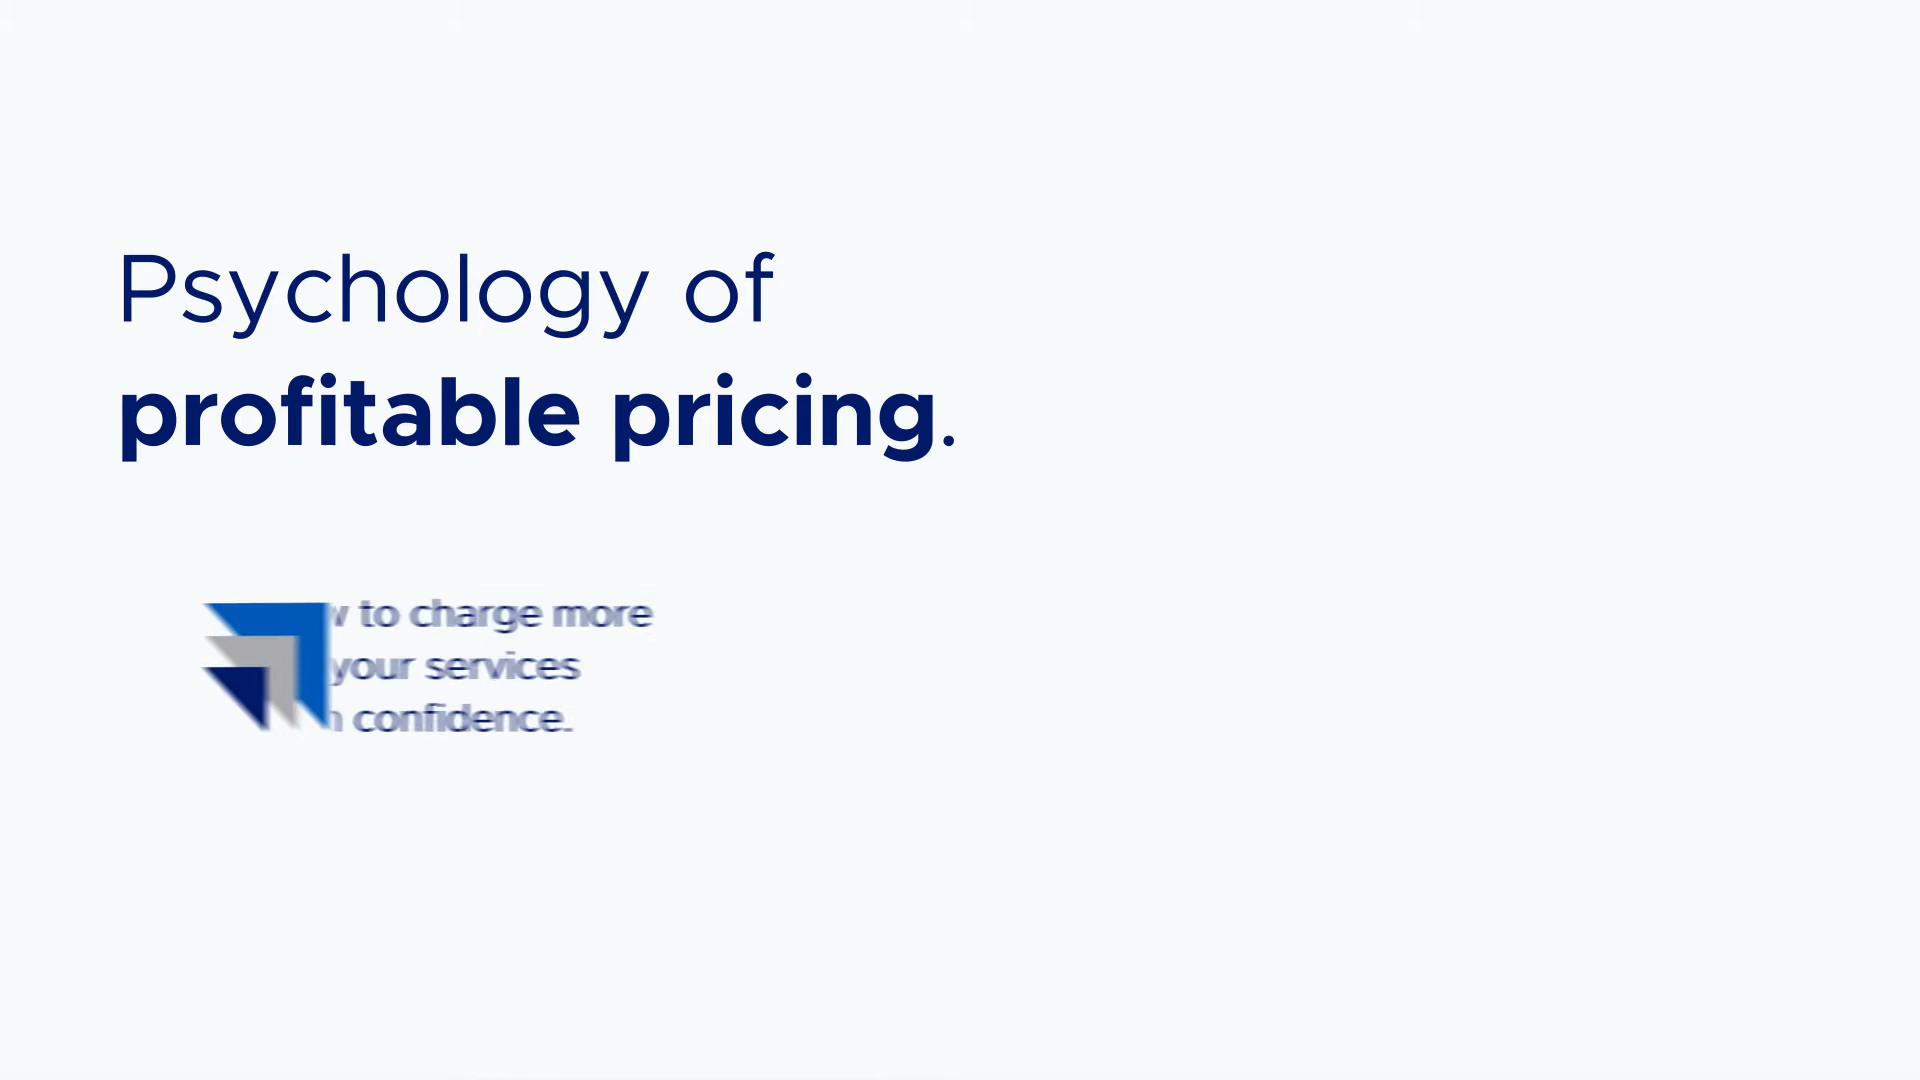 Psychology of
profitable pricing.
to charge more
your services
confidence.